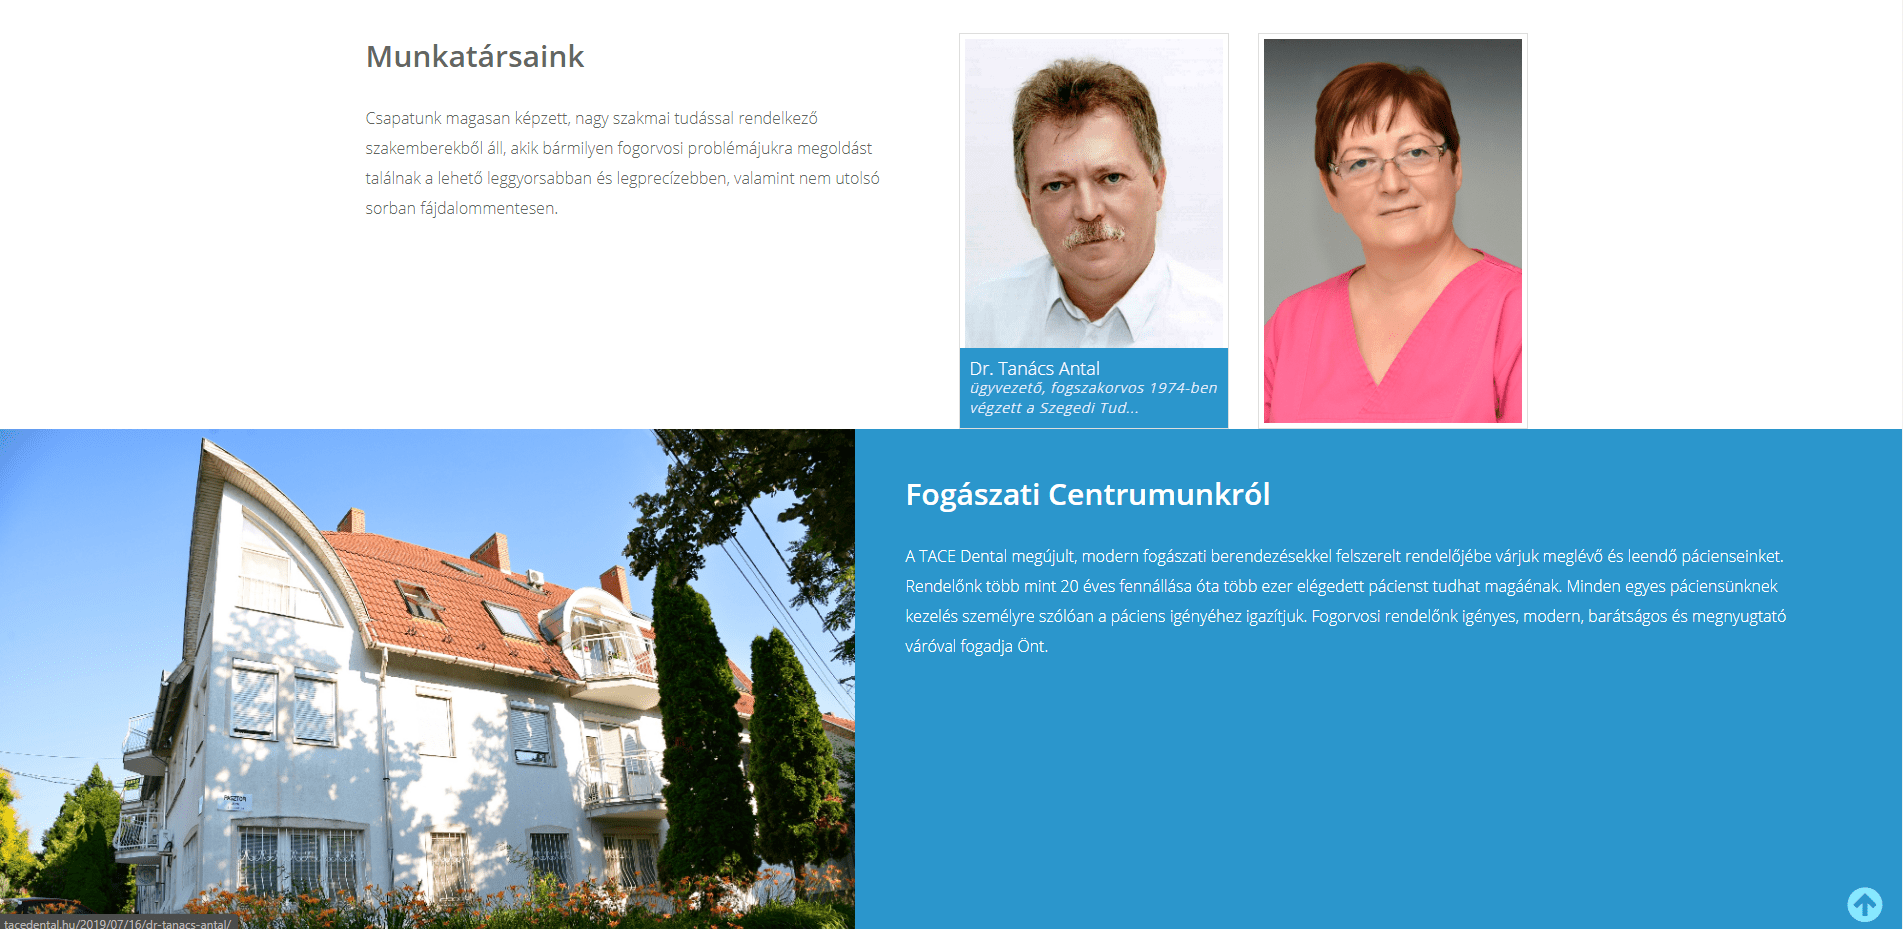 Munkatársaink
Csapatunk magasan képzett, nagy szakmai tudással rendelkező
szakemberekből áll, akik bármilyen fogorvosi problémájukra megoldást
találnak a lehető leggyorsabban és legprecízebben, valamint nem utolsó
sorban fájdalommentesen.
Dr. Tanács Antal
ügyvezető, fogszakorvos 1974-ben
végzett a Szegedi Tud...
Fogászati Centrumunkról
A TACE Dental megújult, modern fogászati berendezésekkel felszerelt rendelőjébe várjuk meglévő és leendő pácienseinket.
Rendelőnk több mint 20 éves fennállása óta több ezer elégedett pácienst tudhat magáénak. Minden egyes páciensünknek
kezelés személyre szólóan a páciens igényéhez igazítjuk. Fogorvosi rendelőnk igényes, modern, barátságos és megnyugtató
váróval fogadja Önt.
PÁSZTOR
tacedental.hu/2019/07/16/dr-tanacs-antal/